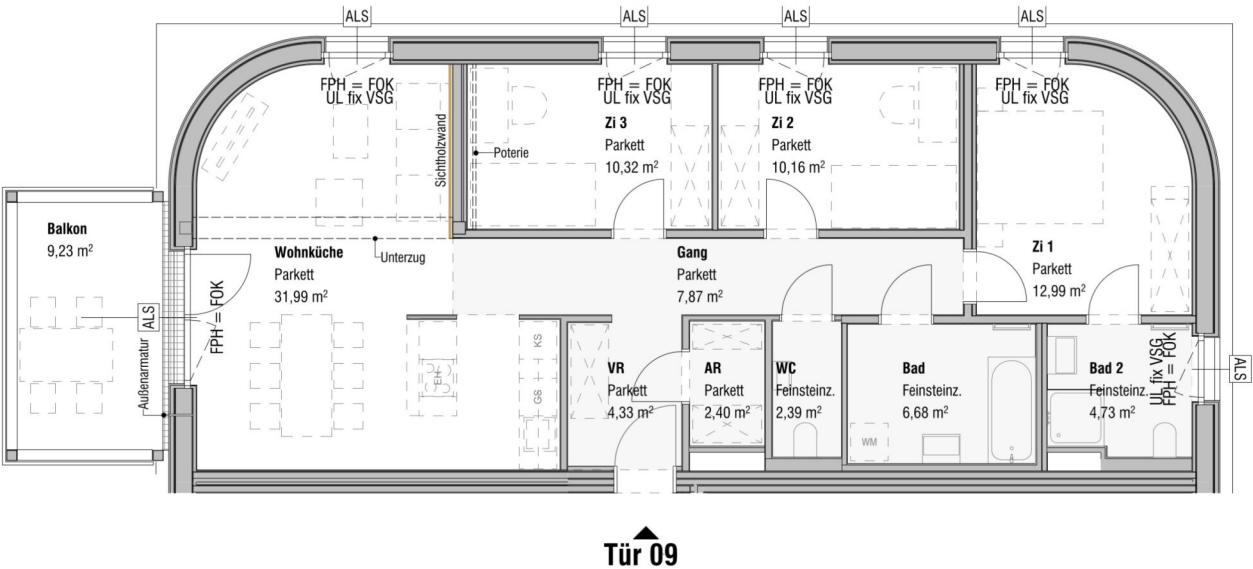 ALS
ALS
ALS
ALS
FPH = FOK
UL fix VSG
FPH = FOK
UL fix VSG
FPH = FOK
UL fix VSG
FPH = FOK
UL fix VSG
Sichtholzwand
Zi 3
Parkett
10,32 m²
Poterie
Zi 2
Parkett
10,16 m²
Balkon
9,23 m²
Wohnküche
Parkett
31,99 m²
Unterzug
Gang
Parkett
7,87 m²
Zi 1
Parkett
12,99 m²
ALS
FPH = FOK
Außenarmatur
EH
KS
GS
VR
Parkett
4,33 m²
AR
Parkett
2,40 m²
WC
Feinsteinz.
2,39 m²
Bad
Feinsteinz.
6,68 m²
WM
Bad 2
Feinsteinz.
4,73 m²
UL fix VSG
FPH = FOK
ALS
Tür 09